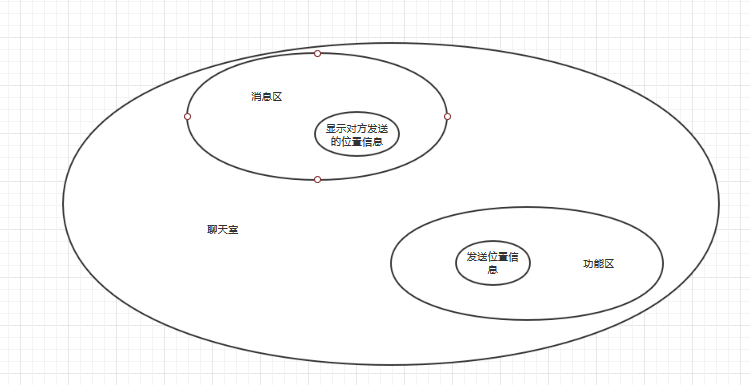 消息区
显示对方发送
的位置信息
聊天室
发送位置信
息
功能区